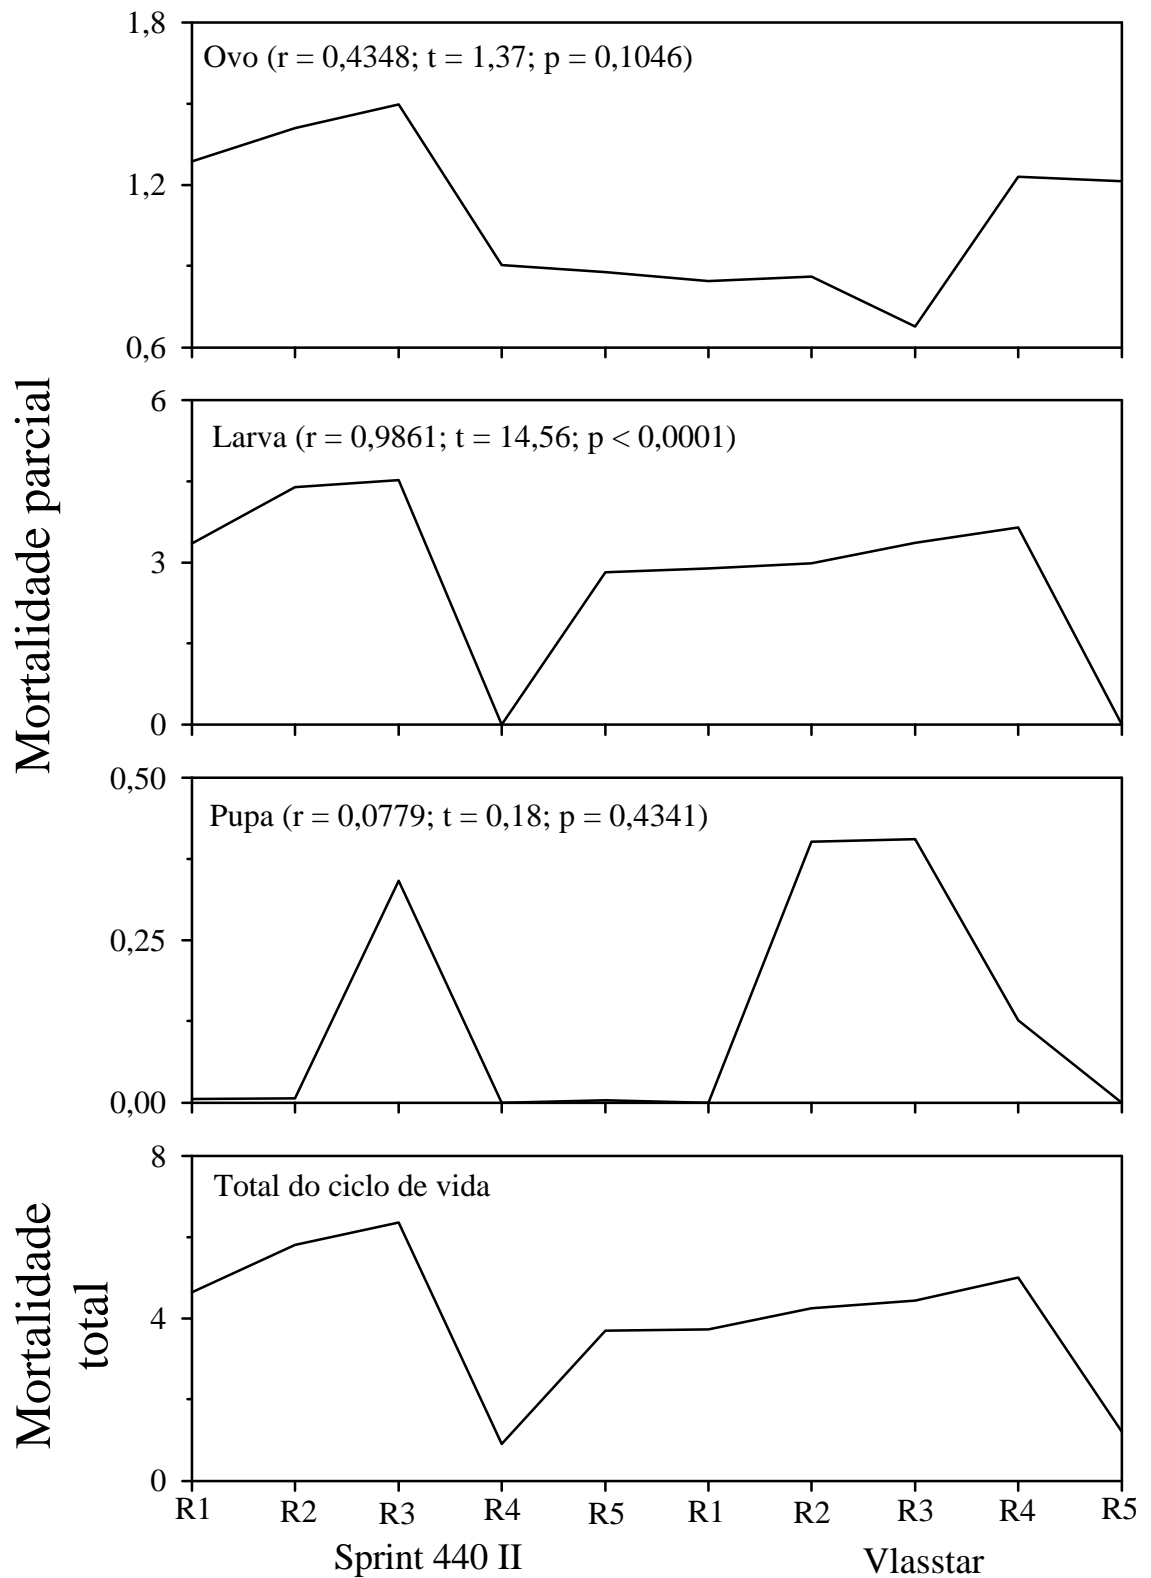 Mortalidade parcial
1,8
1,2
0,6
Ovo (r = 0,4348; t = 1,37; p = 0,1046)
6
3
0
Larva (r = 0,9861; t = 14,56; p < 0,0001)
0,50
0,25
0,00
Pupa (r = 0,0779; t = 0,18; p = 0,4341)
Mortalidade
total
8
4
0
Total do ciclo de vida
R1 R2 R3 R4 R5 R1 R2 R3 R4 R5
Sprint 440 II Vlasstar